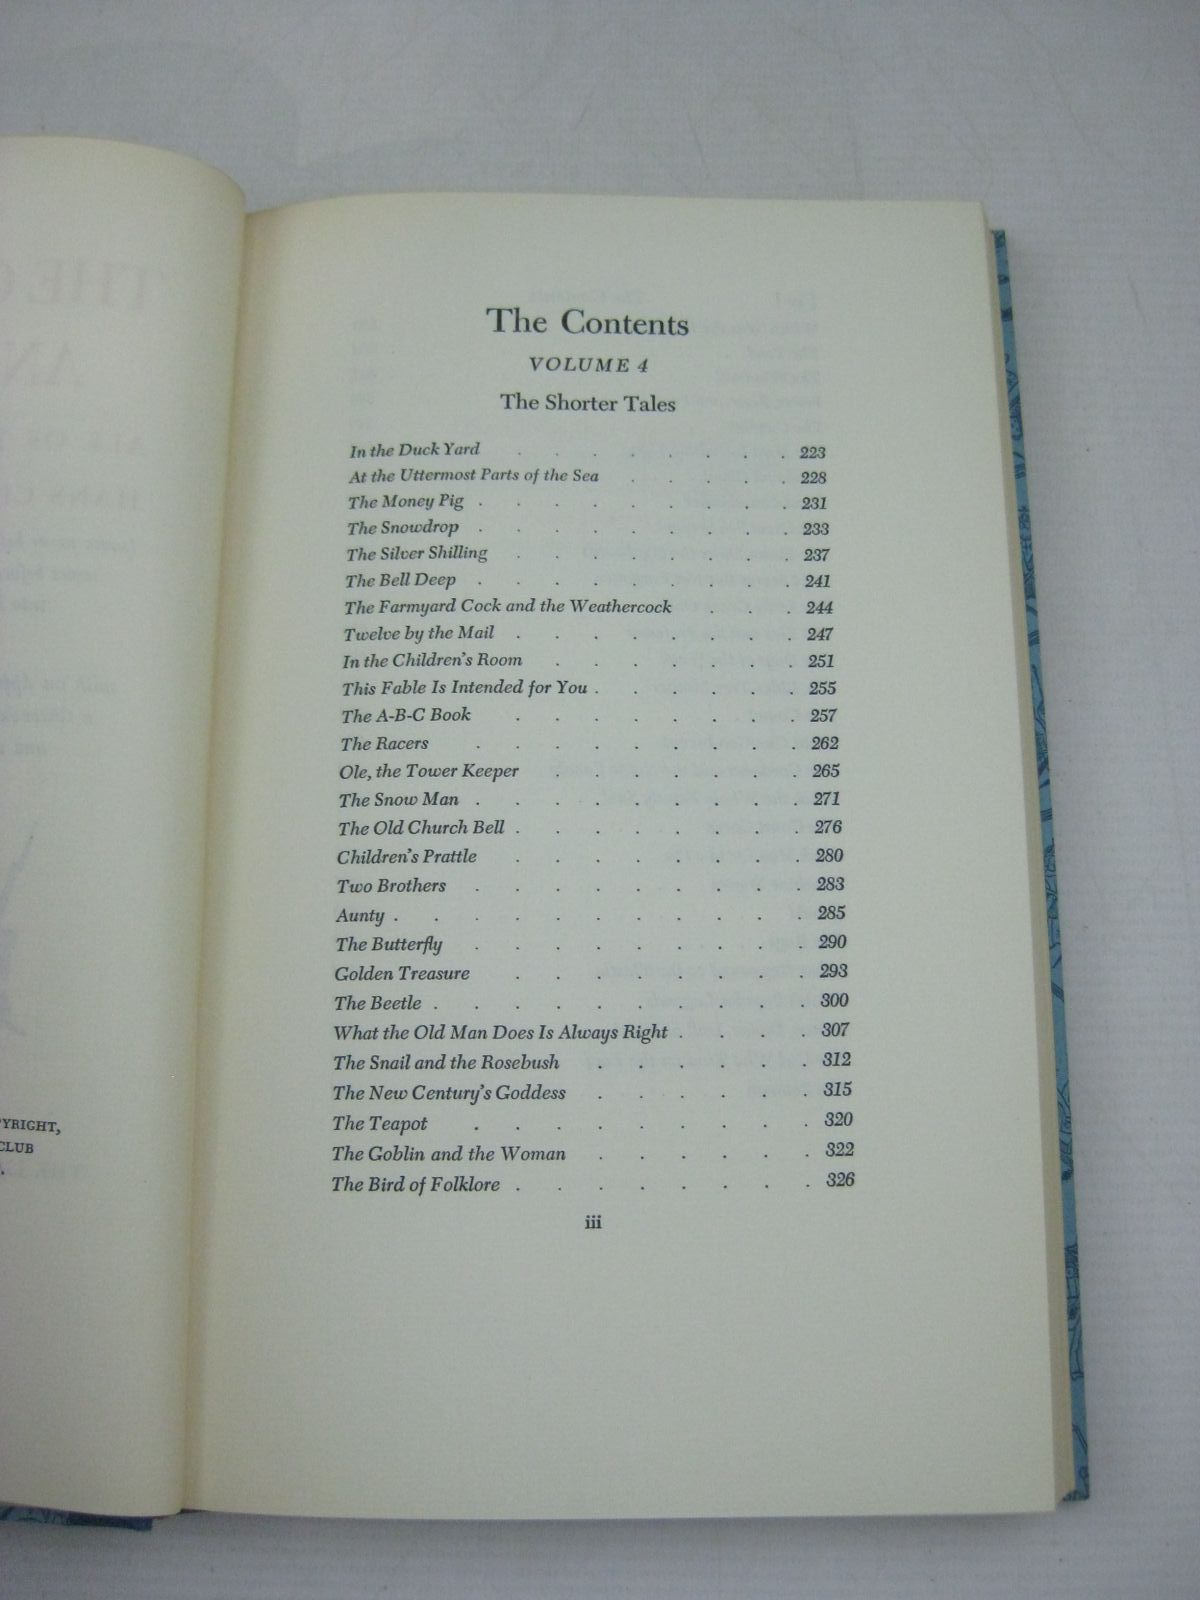 The Contents
VOLUME 4
The Shorter Tales
In the Duck Yard . . . . . . . . 223
At the Uttermost Parts of the Sea . . . . . 228
The Money Pig . . . . . . . . . 231
The Snowdrop . . . . . . . . . 233
The Silver Shilling . . . . . . . . 237
The Bell Deep . . . . . . . . . 241
The Farmyard Cock and the Weathercock . . . 244
Twelve by the Mail . . . . . . . . 247
In the Children's Room . . . . . . . 251
This Fable Is Intended for You . . . . . . 255
The A-B-C Book . . . . . . . . 257
The Racers . . . . . . . . . 262
Ole, the Tower Keeper . . . . . . . 265
The Snow Man . . . . . . . . . 271
The Old Church Bell . . . . . . . . 276
Children's Prattle . . . . . . . . 280
Two Brothers . . . . . . . . . 283
Aunty . . . . . . . . . . . 285
The Butterfly . . . . . . . . . 290
Golden Treasure . . . . . . . . 293
The Beetle . . . . . . . . . . 300
What the Old Man Does Is Always Right . . . . 307
The Snail and the Rosebush . . . . . . 312
The New Century's Goddess . . . . . . 315
The Teapot . . . . . . . . . 320
The Goblin and the Woman . . . . . . 322
The Bird of Folklore . . . . . . . . 326
iii
YRIGHT,
CLUB